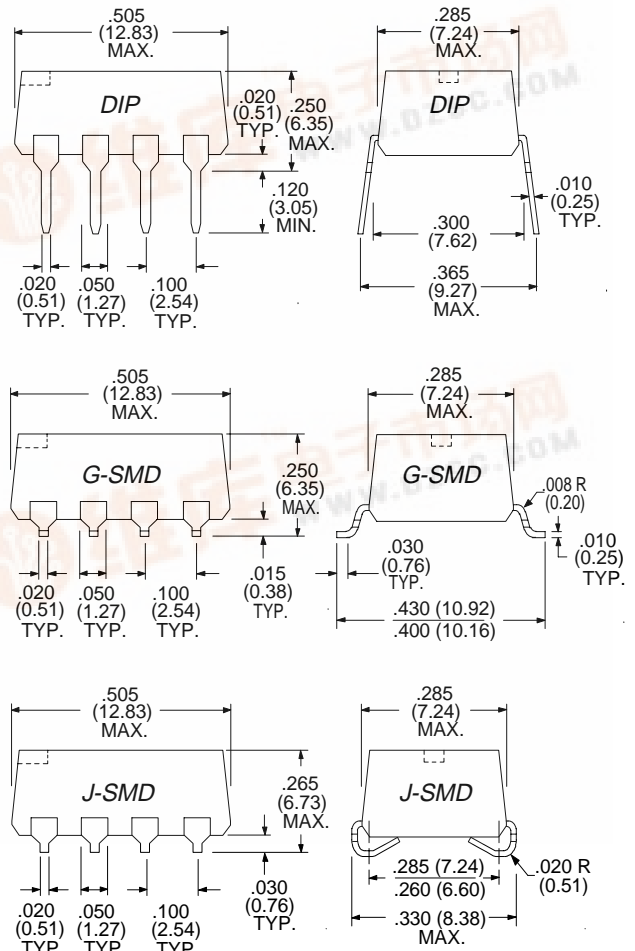 .505
(12.83)
MAX.
DIP
.020
(0.51)
TYP.
.250
(6.35)
MAX.
.120
(3.05)
MIN.
.020
(0.51)
TYP.
.050
(1.27)
TYP.
.100
(2.54)
TYP.
.285
(7.24)
MAX.
DIP
.010
(0.25)
TYP.
.300
(7.62)
.365
(9.27)
MAX.
.505
(12.83)
MAX.
G-SMD
.250
(6.35)
MAX.
.020
(0.51)
TYP.
.050
(1.27)
TYP.
.100
(2.54)
TYP.
.015
(0.38)
TYP.
.285
(7.24)
MAX.
G-SMD
.008 R
(0.20)
.010
(0.25)
TYP.
.030
(0.76)
TYP.
.430 (10.92)
.400 (10.16)
.505
(12.83)
MAX.
J-SMD
.265
(6.73)
MAX.
.020
(0.51)
TYP.
.050
(1.27)
TYP.
.100
(2.54)
TYP.
.030
(0.76)
TYP.
.285
(7.24)
MAX.
J-SMD
.285 (7.24)
.260 (6.60)
.020 R
(0.51)
.330 (8.38)
MAX.